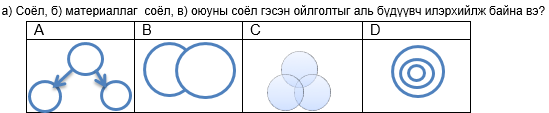 а) Соёл, б) материаллаг соёл, в) оюуны соёл гэсэн ойлголтыг аль бүдүүвч илэрхийлж байна вэ?
A B C D